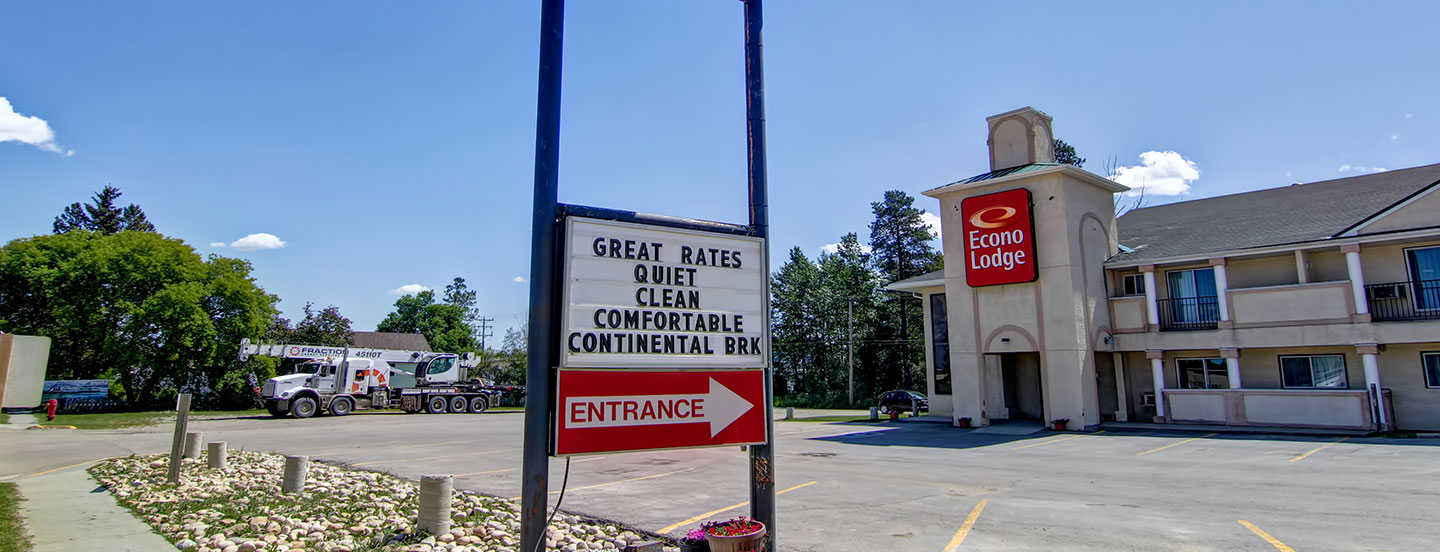 GREAT RATES
QUIET
CLEAN
COMFORTABLE
CONTINENTAL BRK
ENTRANCE
Econo
Lodge
FRACTION
45110T